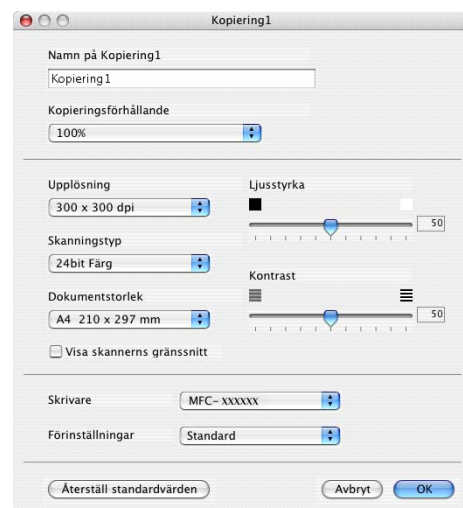 Kopiering1
Namn på Kopiering1
Kopiering1
Kopieringsförhållande
100%
Upplösning
300 x 300 dpi
Skanningstyp
24bit Färg
Dokumentstorlek
A4 210 x 297 mm
Visa skannerns gränssnitt
Ljusstyrka
50
Kontrast
50
Skrivare
MFC- xxxxxx
Förinställningar
Standard
Återställ standardvärden
Avbryt
OK